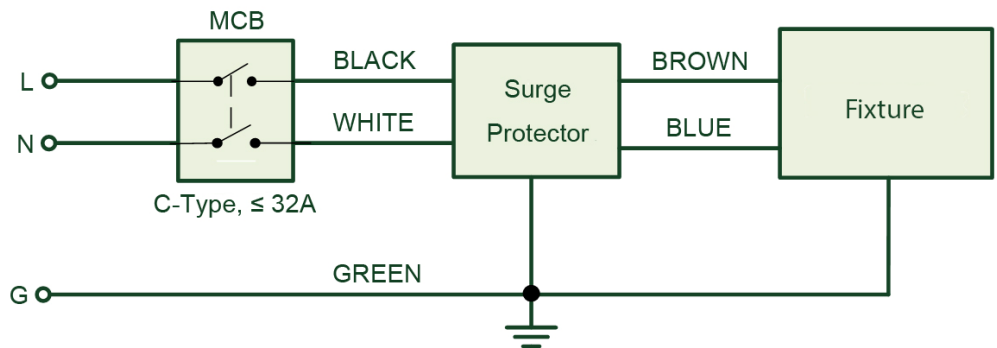 MCB
L
BLACK
BROWN
Surge
Protector
Fixture
N
WHITE
BLUE
C-Type, ≤ 32A
GREEN
G